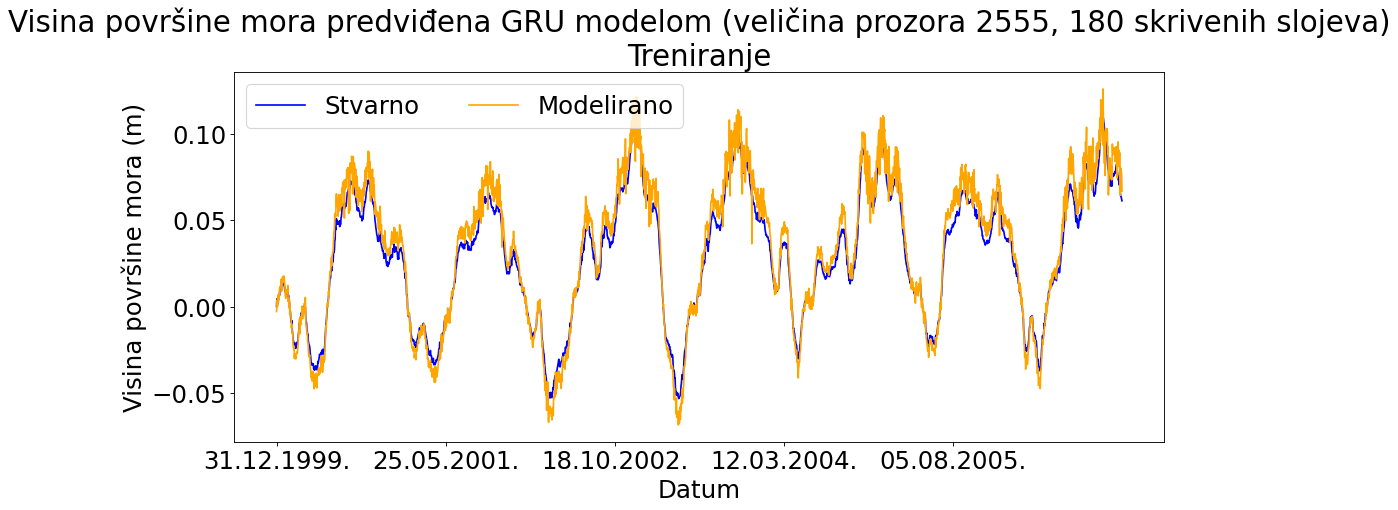 Visina površine mora predviđena GRU modelom (veličina prozora 2555, 180 skrivenih slojeva)
Treniranje
Stvarno Modelirano
Visina površine mora (m)
0.10
0.05
0.00
−0.05
31.12.1999. 25.05.2001. 18.10.2002. 12.03.2004. 05.08.2005.
Datum